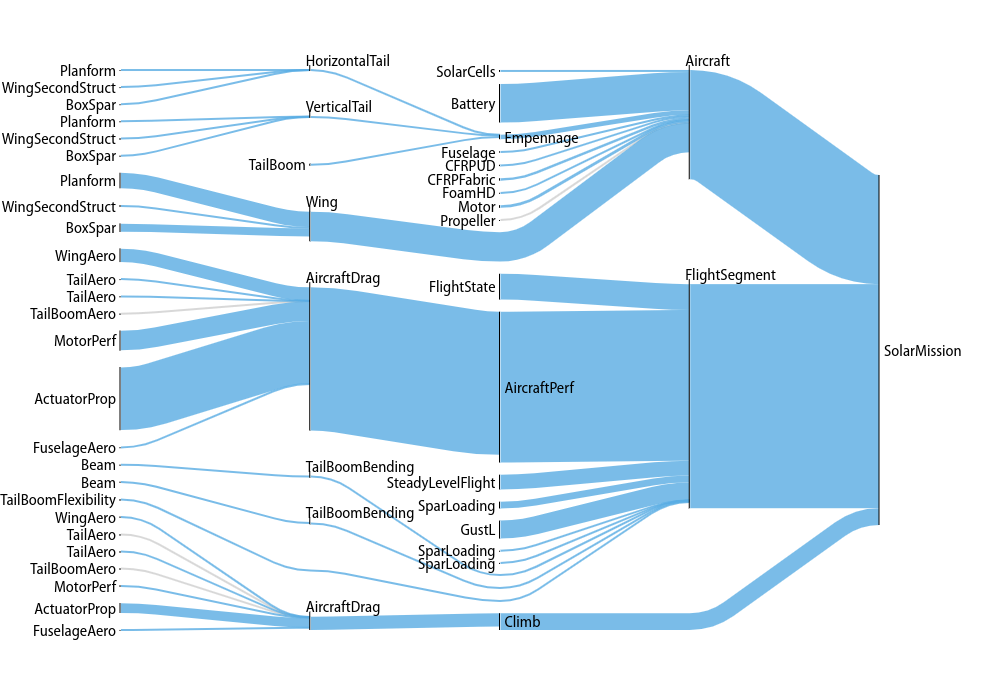 Planform
WingSecondStruct
BoxSpar
Planform
WingSecondStruct
BoxSpar
Planform
WingSecondStruct
BoxSpar
WingAero
TailAero
TailAero
TailBoomAero
MotorPerf
ActuatorProp
FuselageAero
Beam
Beam
TailBoomFlexibility
WingAero
TailAero
TailAero
TailBoomAero
MotorPerf
ActuatorProp
FuselageAero
HorizontalTail
VerticalTail
TailBoom
Wing
AircraftDrag
TailBoomBending
TailBoomBending
AircraftDrag
SolarCells
Battery
Empennage
Fuselage
CFRPUD
CFRPFabric
FoamHD
Motor
Propeller
FlightState
AircraftPerf
SteadyLevelFlight
SparLoading
GustL
SparLoading
SparLoading
Climb
Aircraft
FlightSegment
SolarMission